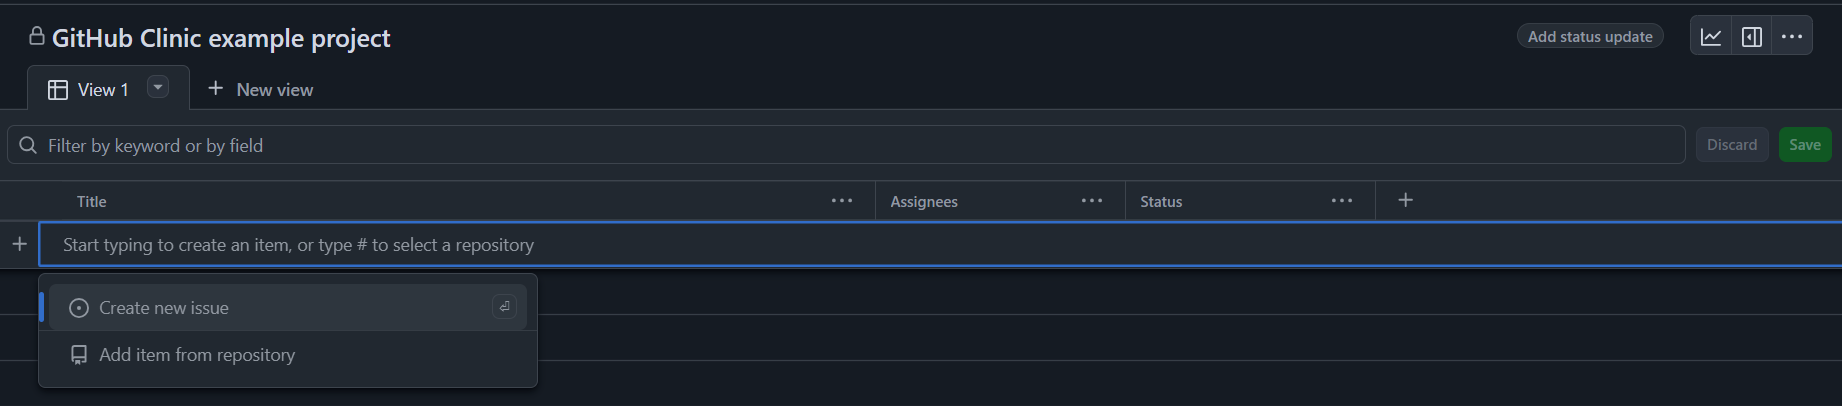 GitHub Clinic example project
Add status update
View 1
New view
Filter by keyword or by field
Discard
Save
Title
Assignees
Status
Start typing to create an item, or type # to select a repository
Create new issue
Add item from repository